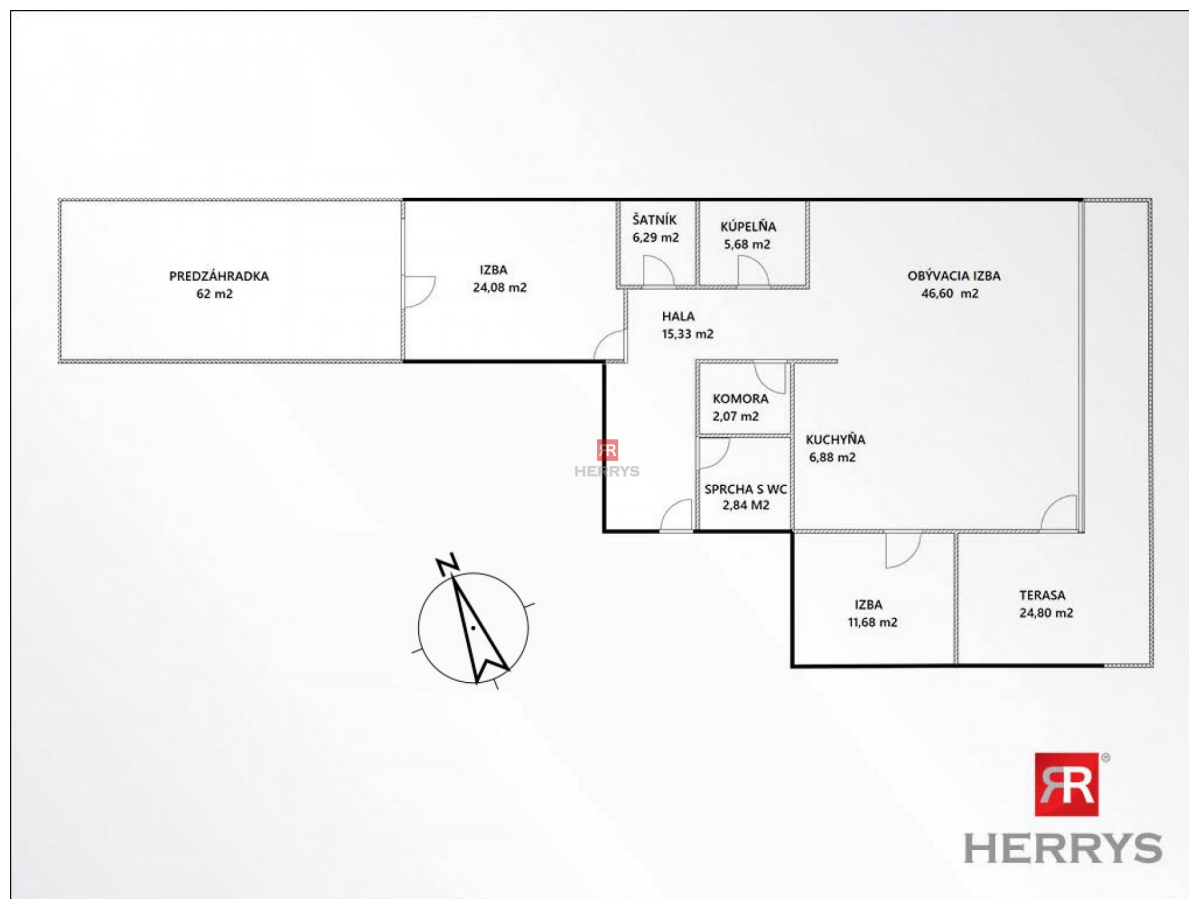 ŠATNÍK
6,29 m2
KÚPEĽŇA
5,68 m2
PREDZÁHRADKA
62 m2
IZBA
24,08 m2
OBÝVACIA IZBA
46,60 m2
HALA
15,33 m2
KOMORA
2,07 m2
KUCHYŇA
6,88 m2
RR
HERRYS
SPRCHA S WC
2,84 M2
N
IZBA
11,68 m2
TERASA
24,80 m2
RR®
HERRYS